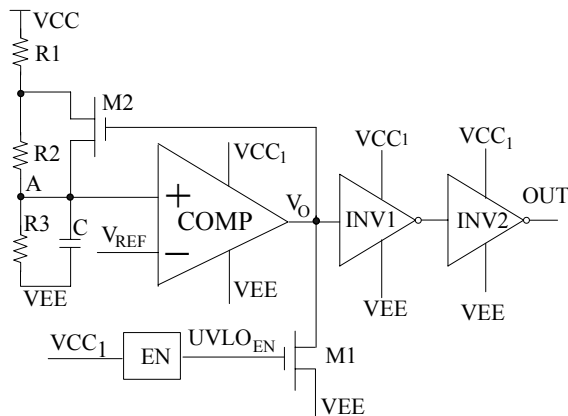 VCC
R1
M2
R2
VCC1
VCC1
VCC1
A
+
VO
OUT
R3
C
COMP
INV1
INV2
VREF
−
VEE
VEE
VEE
VEE
VCC1
EN
UVLOEN
M1
VEE